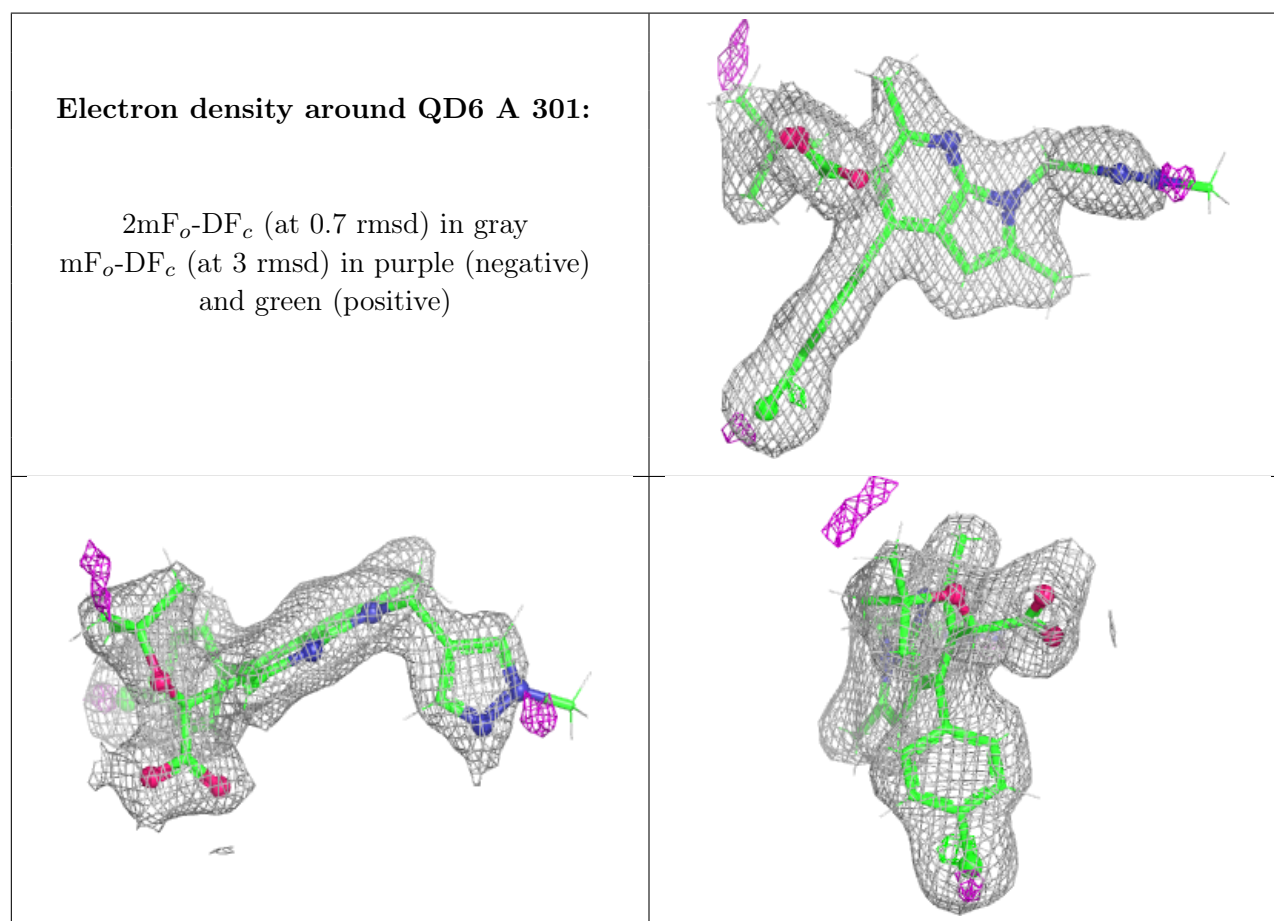 Electron density around QD6 A 301:
2mFₒ-DF𝑐 (at 0.7 rmsd) in gray
mFₒ-DF𝑐 (at 3 rmsd) in purple (negative)
and green (positive)